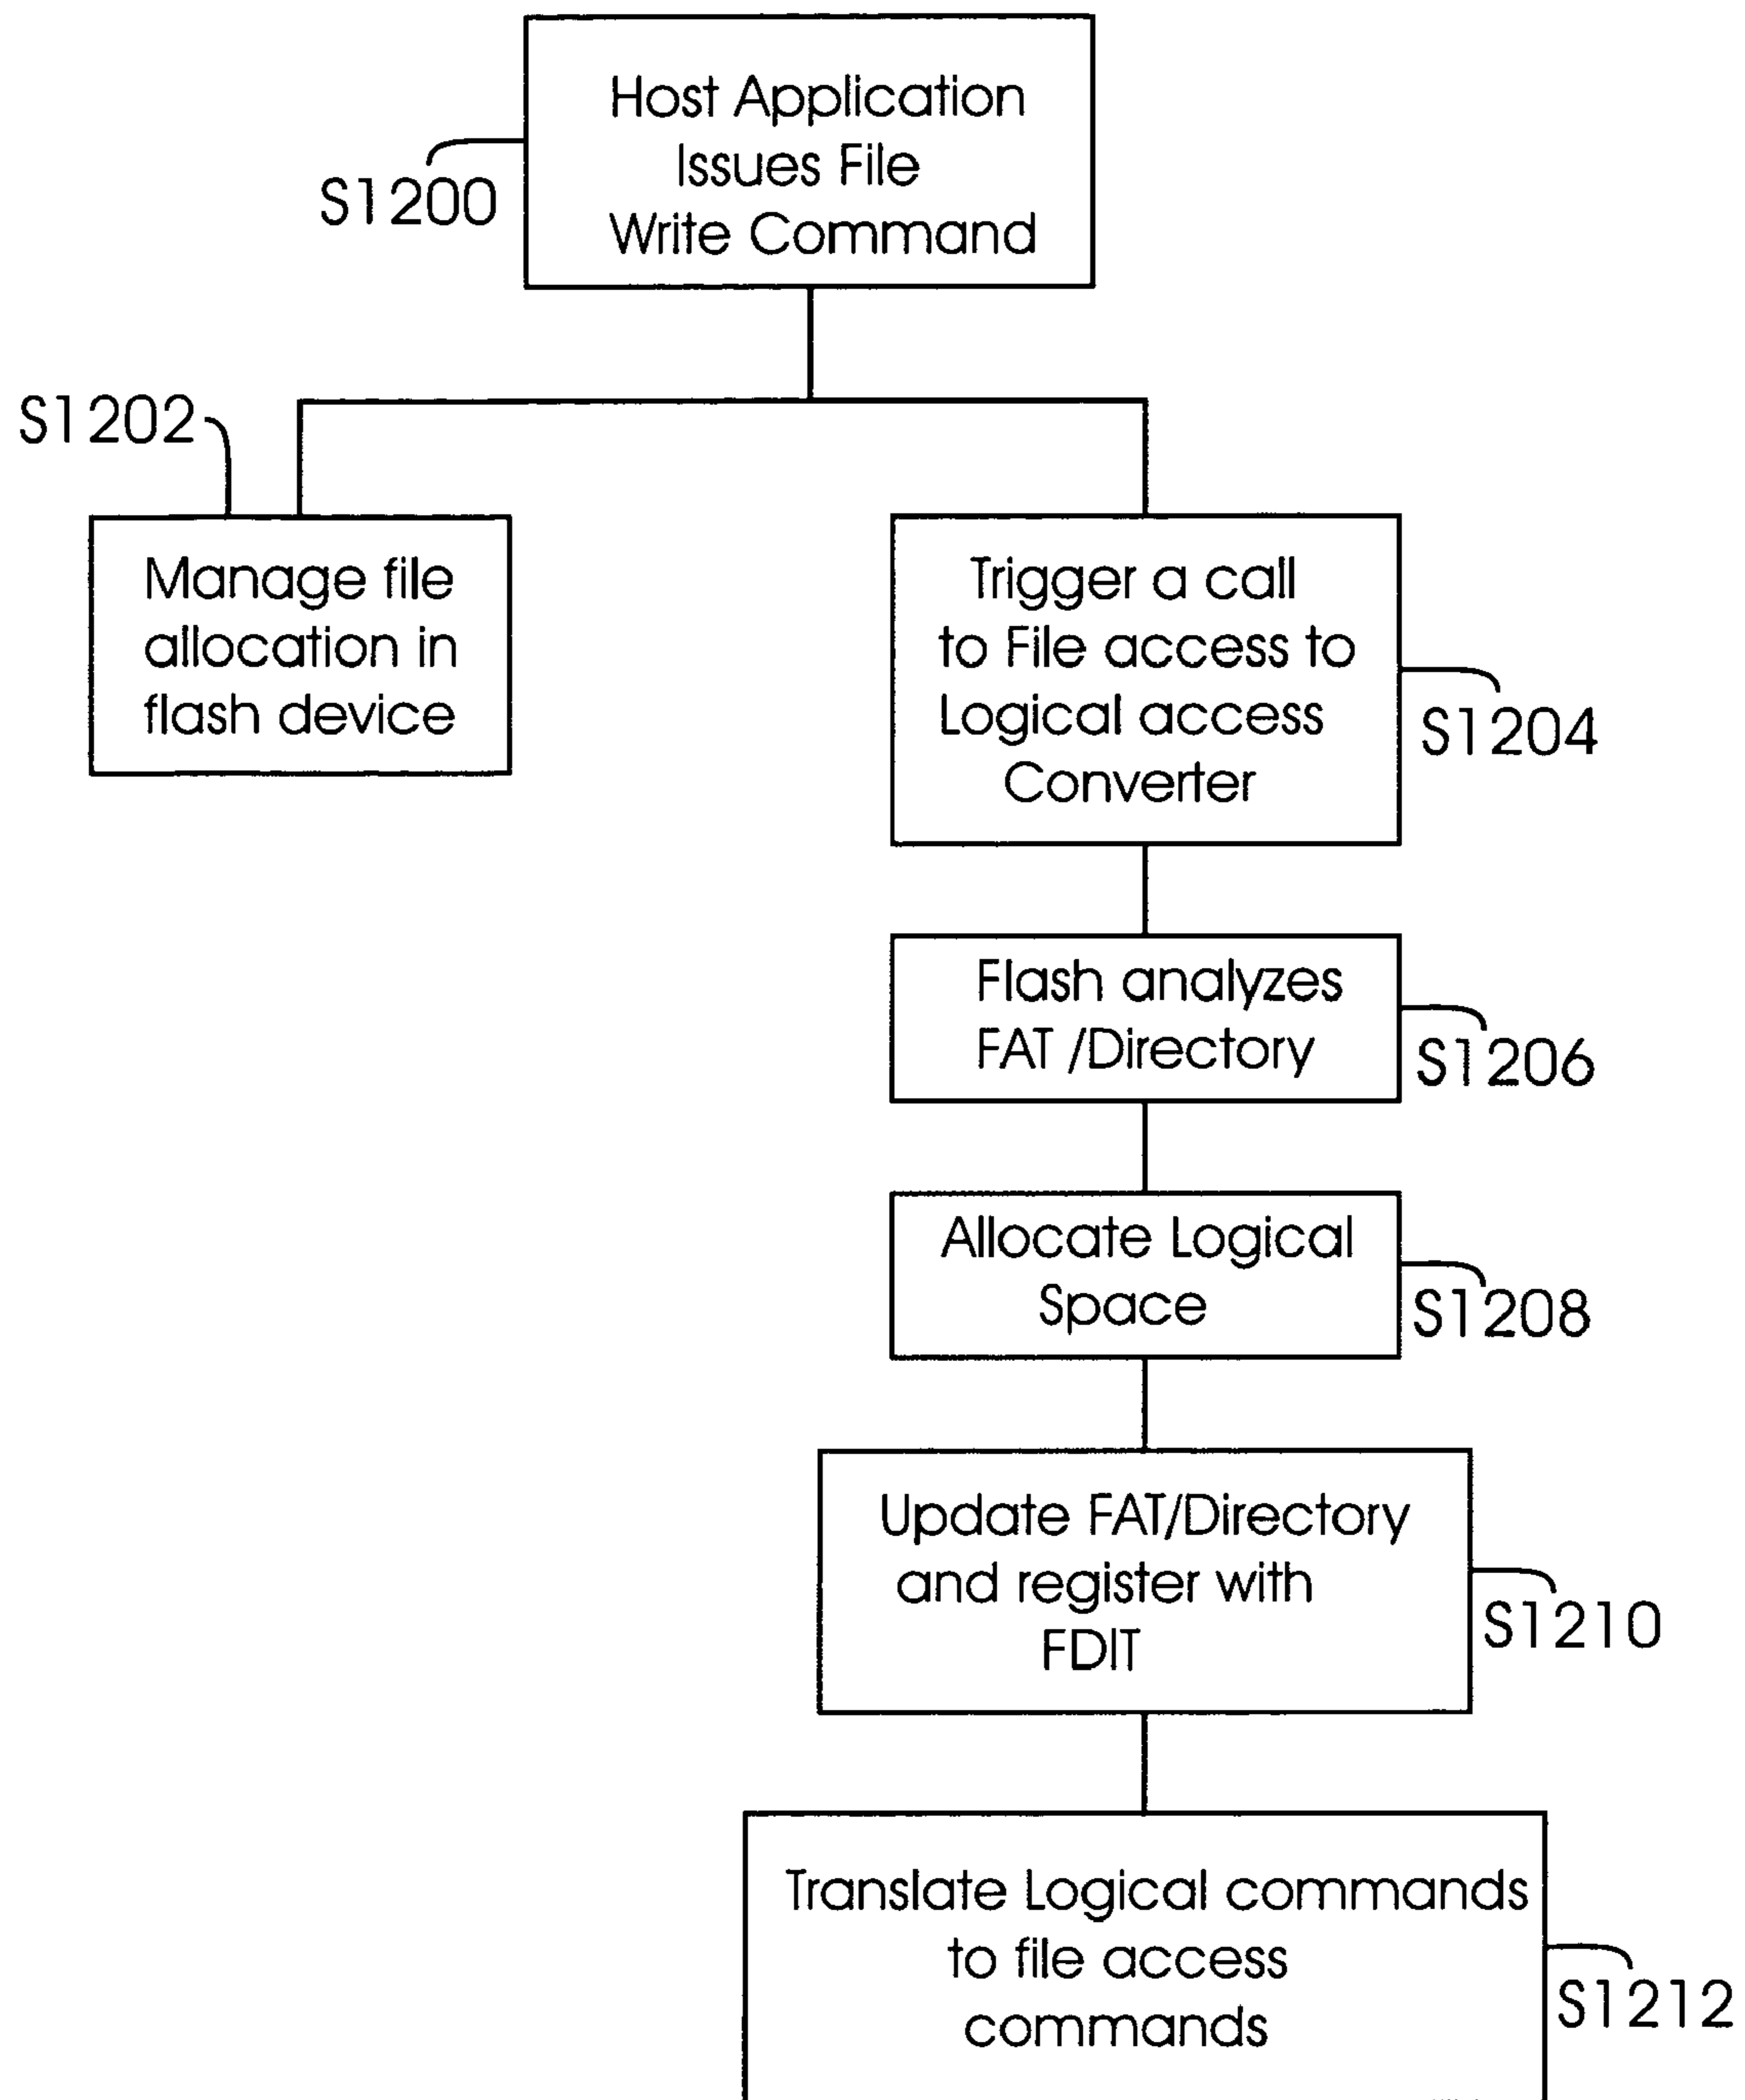 Host Application
Issues File
Write Command
S1200
S1202
Manage file
allocation in
flash device
Trigger a call
to File access to
Logical access
Converter
S1204
Flash analyzes
FAT /Directory
S1206
Allocate Logical
Space
S1208
Update FAT/Directory
and register with
FDIT
S1210
Translate Logical commands
to file access
commands
S1212